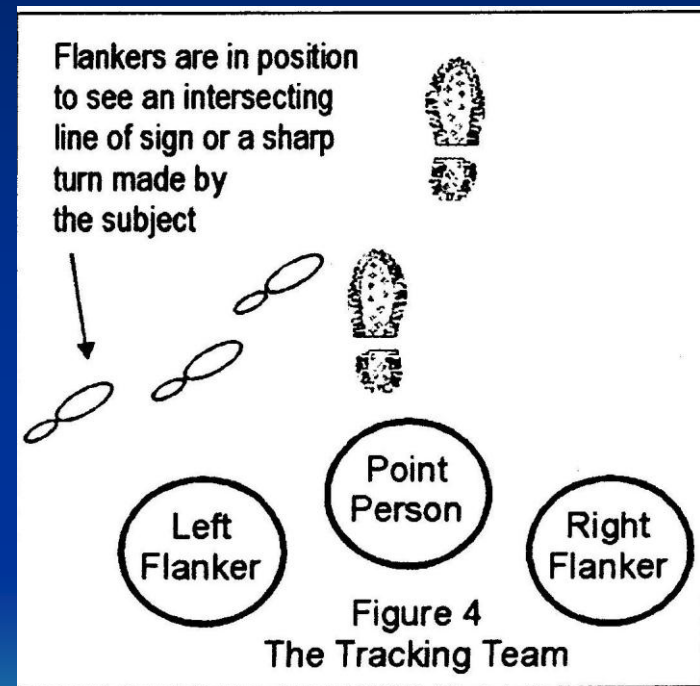 Flankers are in position
to see an intersecting
line of sign or a sharp
turn made by
the subject
Point
Person
Left
Flanker
Right
Flanker
Figure 4
The Tracking Team